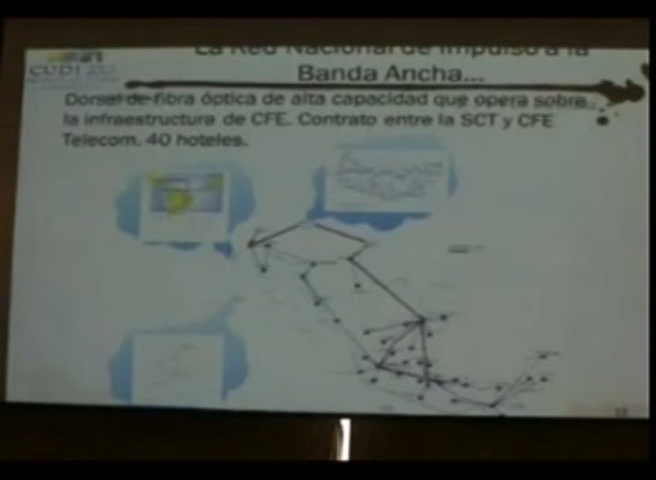 La Red Nacional de Impulso a la
CUDI
Banda Ancha...
Dorsal de fibra óptica de alta capacidad que opera sobre
la infraestructura de CFE. Contrato entre la SCT y CFE
Telecom. 40 hoteles.